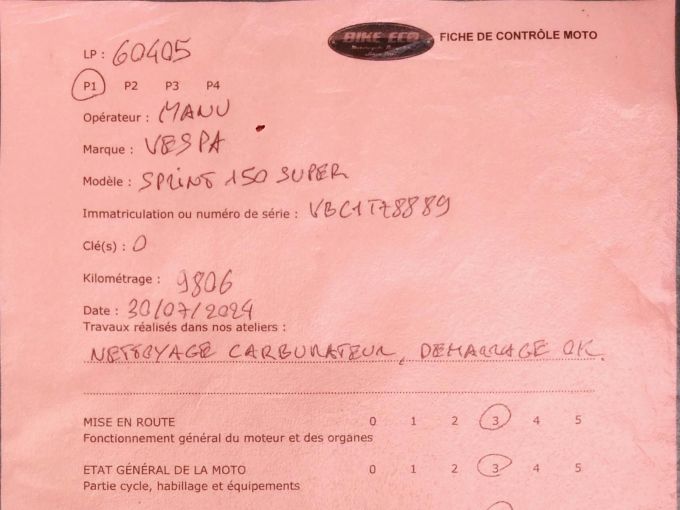 LP : 60405
BIKE ECO
FICHE DE CONTRÔLE MOTO
P1 P2 P3 P4
Opérateur : MANU
Marque : VESPA
Modèle : SPRINT 150 SUPER
Immatriculation ou numéro de série : VBC1T78889
Clé(s) : 0
Kilométrage : 9806
Date : 30/07/2024
Travaux réalisés dans nos ateliers :
NETTOYAGE CARBURATEUR, DEMARRAGE OK.
MISE EN ROUTE 0 1 2 3 4 5
Fonctionnement général du moteur et des organes
ETAT GÉNÉRAL DE LA MOTO 0 1 2 3 4 5
Partie cycle, habillage et équipements